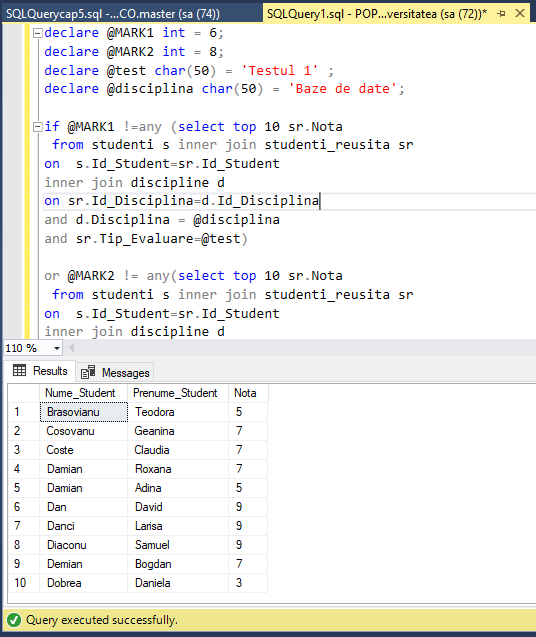 SQLQuerycap5.sql -...CO.master (sa (74))
SQLQuery1.sql - POP...versitatea (sa (72))*
declare @MARK1 int = 6;
declare @MARK2 int = 8;
declare @test char(50) = 'Testul 1' ;
declare @disciplina char(50) = 'Baze de date';
if @MARK1 !=any (select top 10 sr.Nota
from studenti s inner join studenti_reusita sr
on  s.Id_Student=sr.Id_Student
inner join discipline d
on sr.Id_Disciplina=d.Id_Disciplina
and d.Disciplina = @disciplina
and sr.Tip_Evaluare=@test)
or @MARK2 != any(select top 10 sr.Nota
from studenti s inner join studenti_reusita sr
on  s.Id_Student=sr.Id_Student
inner join discipline d
110 %
Results Messages
Nume_Student Prenume_Student Nota
1 Brasovianu Teodora 5
2 Cosovanu Geanina 7
3 Coste Claudia 7
4 Damian Roxana 7
5 Damian Adina 5
6 Dan David 9
7 Danci Larisa 9
8 Diaconu Samuel 9
9 Demian Bogdan 7
10 Dobrea Daniela 3
Query executed successfully.